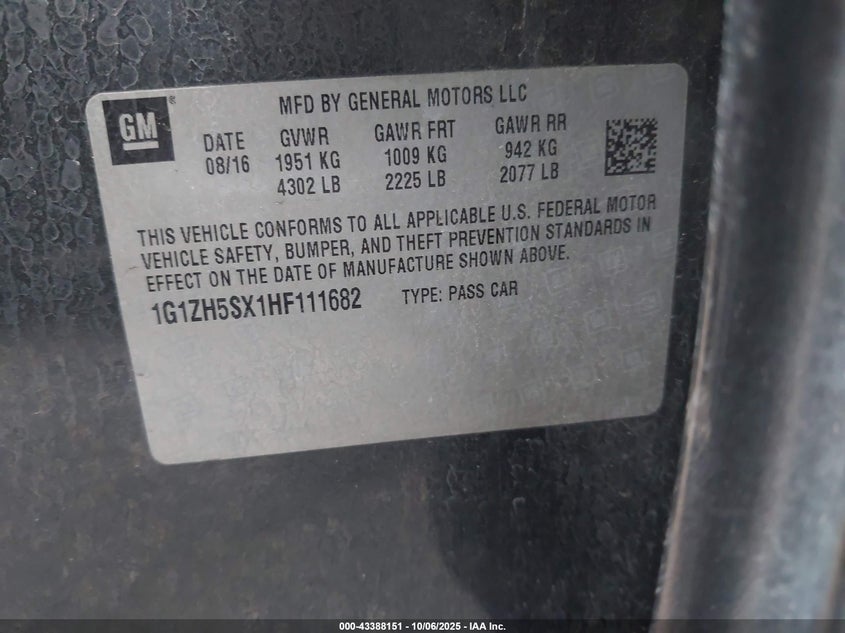 GM®
MFD BY GENERAL MOTORS LLC
DATE GVWR GAWR FRT GAWR RR
08/16 1951 KG 1009 KG 942 KG
4302 LB 2225 LB 2077 LB
THIS VEHICLE CONFORMS TO ALL APPLICABLE U.S. FEDERAL MOTOR
VEHICLE SAFETY, BUMPER, AND THEFT PREVENTION STANDARDS IN
EFFECT ON THE DATE OF MANUFACTURE SHOWN ABOVE.
1G1ZH5SX1HF111682 TYPE: PASS CAR
000-43388151 - 10/06/2025 - IAA Inc.